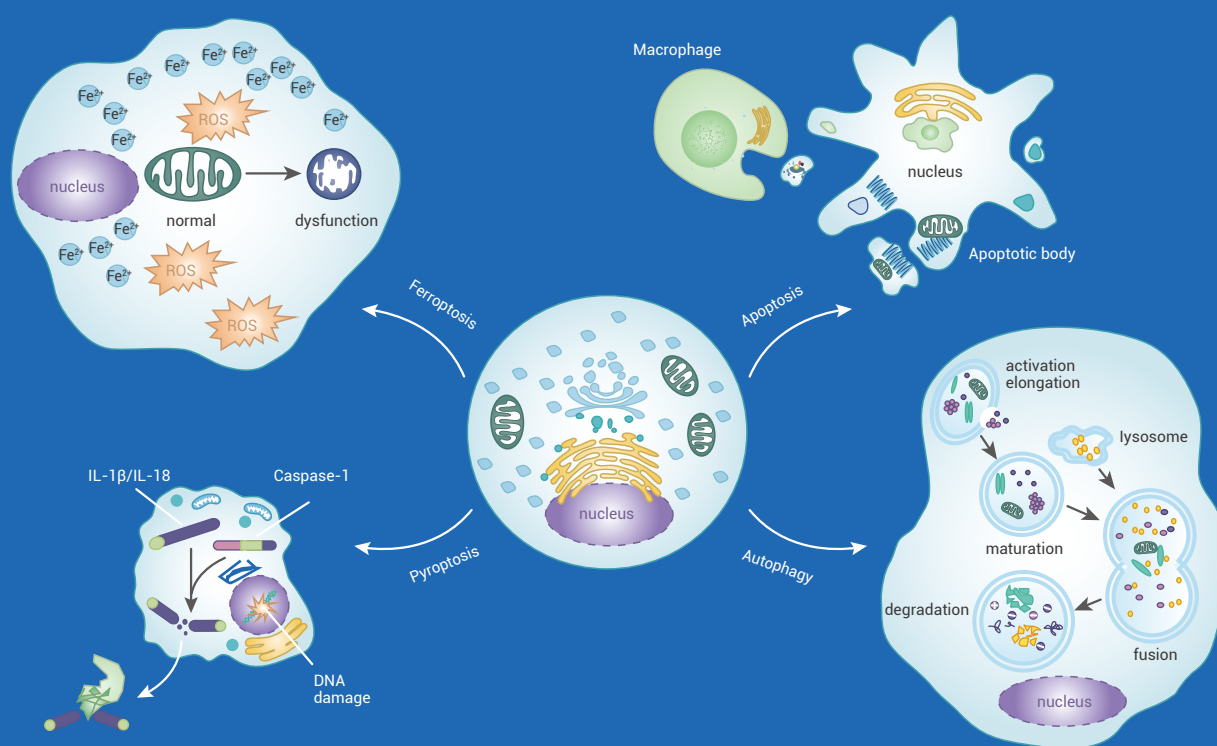 Fe²⁺
Fe²⁺
Fe²⁺
Fe²⁺
Fe²⁺
Fe²⁺
Fe²⁺
Fe²⁺
Fe²⁺
Fe²⁺
Fe²⁺
Fe²⁺
ROS
nucleus
normal
dysfunction
Fe²⁺
Fe²⁺
Fe²⁺
Fe²⁺
ROS
ROS
Ferroptosis
Macrophage
nucleus
Apoptotic body
Apoptosis
nucleus
IL-1β/IL-18
Caspase-1
DNA
damage
Pyroptosis
Autophagy
activation
elongation
lysosome
maturation
degradation
fusion
nucleus